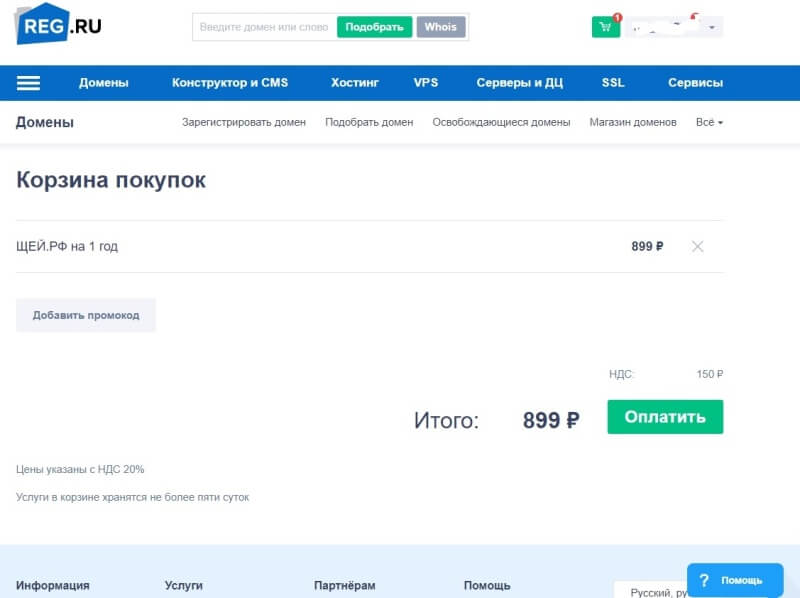 REG.RU
Введите домен или слово Подобрать Whois 1
Домены Конструктор и CMS Хостинг VPS Серверы и ДЦ SSL Сервисы
Домены Зарегистрировать домен Подобрать домен Освобождающиеся домены Магазин доменов Всё
Корзина покупок
ЩЕЙ.РФ на 1 год 899 ₽
Добавить промокод
НДС: 150 ₽
Итого: 899 ₽ Оплатить
Цены указаны с НДС 20%
Услуги в корзине хранятся не более пяти суток
Информация Услуги Партнёрам Помощь
? Помощь
Русский,